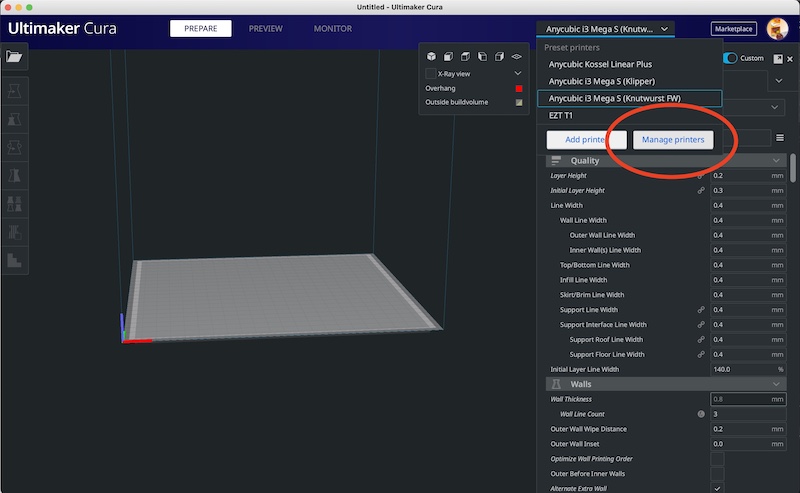 Untitled - Ultimaker Cura
Ultimaker Cura
PREPARE
PREVIEW
MONITOR
Anycubic i3 Mega S (Knutw...
Marketplace
Preset printers
Anycubic Kossel Linear Plus
Anycubic i3 Mega S (Klipper)
Anycubic i3 Mega S (Knutwurst FW)
EZT T1
Add printer
Manage printers
Custom
X-Ray view
Overhang
Outside buildvolume
Quality
Layer Height 0.2 mm
Initial Layer Height 0.3 mm
Line Width 0.4 mm
Wall Line Width 0.4 mm
Outer Wall Line Width 0.4 mm
Inner Wall(s) Line Width 0.4 mm
Top/Bottom Line Width 0.4 mm
Infill Line Width 0.4 mm
Skirt/Brim Line Width 0.4 mm
Support Line Width 0.4 mm
Support Interface Line Width 0.4 mm
Support Roof Line Width 0.4 mm
Support Floor Line Width 0.4 mm
Initial Layer Line Width 140.0 %
Walls
Wall Thickness 0.8 mm
Wall Line Count 3
Outer Wall Wipe Distance 0.2 mm
Outer Wall Inset 0.0 mm
Optimize Wall Printing Order
Outer Before Inner Walls
Alternate Extra Wall